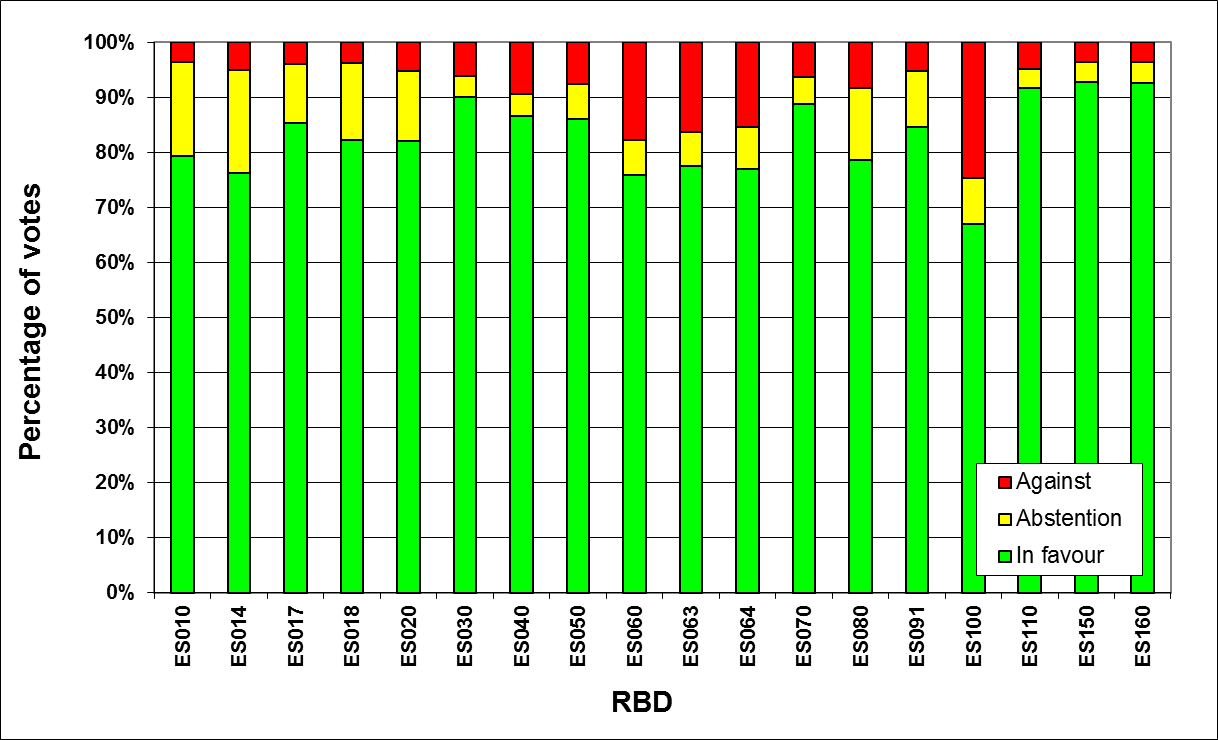 100%
90%
80%
70%
60%
50%
40%
30%
20%
10%
0%
Percentage of votes
Against
Abstention
In favour
ES010
ES014
ES017
ES018
ES020
ES030
ES040
ES050
ES060
ES063
ES064
ES070
ES080
ES091
ES100
ES110
ES150
ES160
RBD